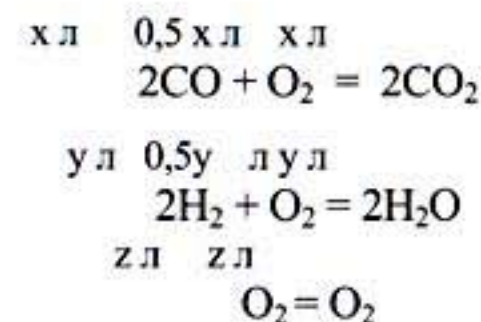 х л 0,5 х л х л
2CO + O₂ = 2CO₂
у л 0,5у л у л
2H₂ + O₂ = 2H₂O
z л z л
O₂ = O₂